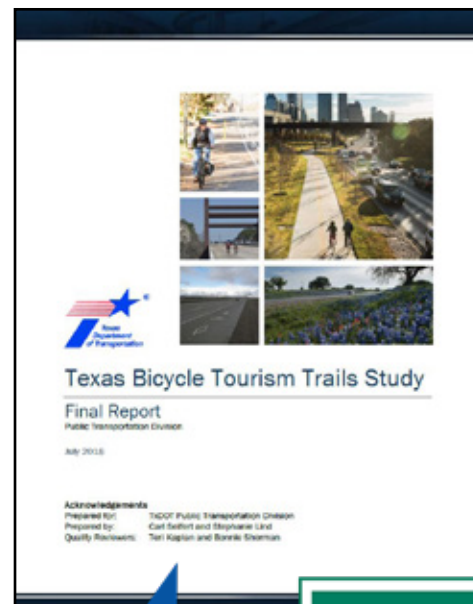 Texas
Department
of Transportation
Texas Bicycle Tourism Trails Study
Final Report
Public Transportation Division
July 2018
Acknowledgements
Prepared for: TxDOT Public Transportation Division
Prepared by: Carl Seifert and Stephanie Lind
Quality Reviewers: Teri Kaplan and Bonnie Sherman